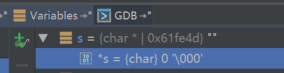 Variables →* GDB →*
s = (char * | 0x61fe4d) ""
*s = (char) 0 '\000'